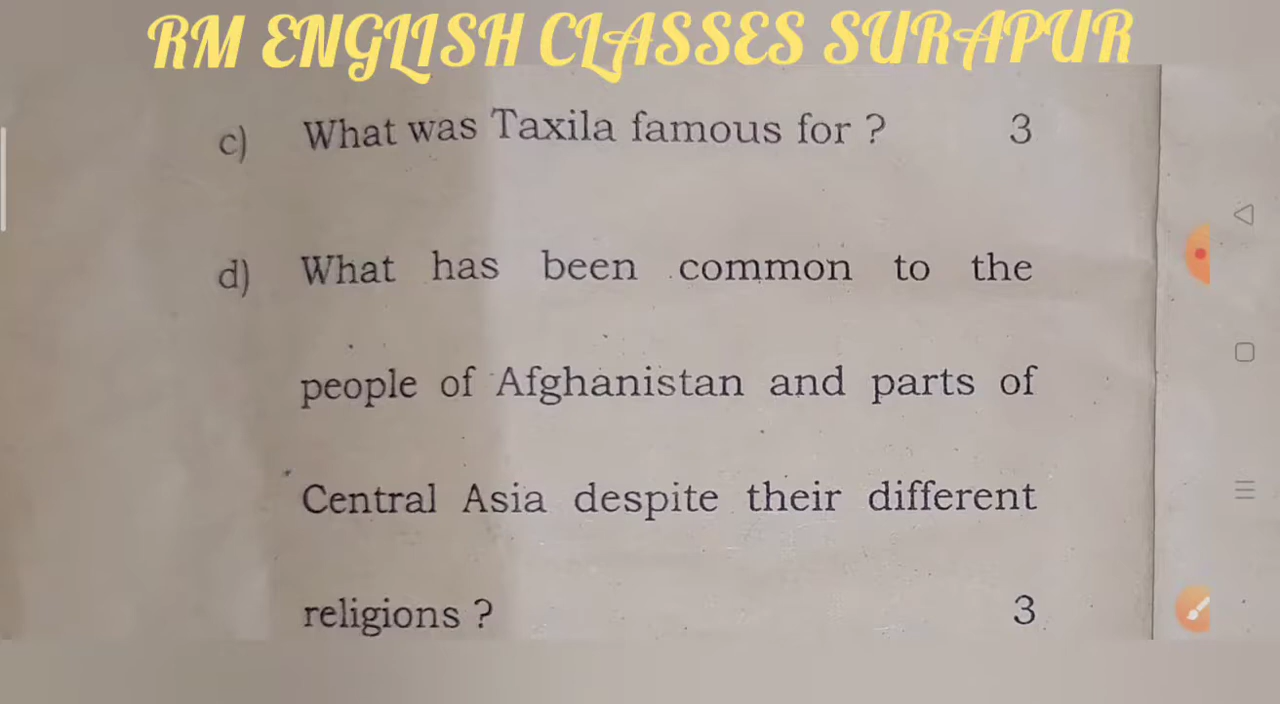 RM ENGLISH CLASSES SURAPUR
c) What was Taxila famous for ? 3
d) What has been common to the
people of Afghanistan and parts of
Central Asia despite their different
religions ? 3